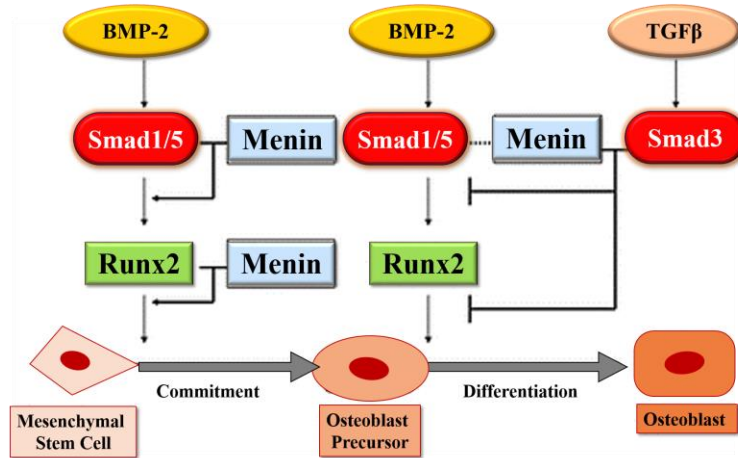 BMP-2
BMP-2
TGFβ
Smad1/5
Menin
Smad1/5
Menin
Smad3
Runx2
Menin
Runx2
Commitment
Differentiation
Mesenchymal
Stem Cell
Osteoblast
Precursor
Osteoblast